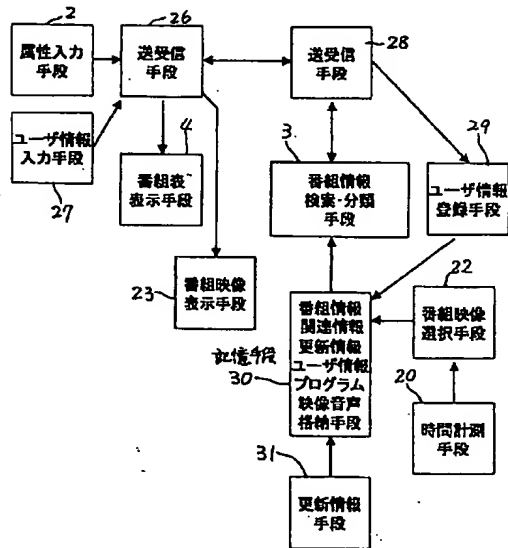 2
属性入力
手段
26
送受信
手段
送受信
手段
28
ユーザ情報
入力手段
27
4
番組表
表示手段
3
番組情報
検索・分類
手段
29
ユーザ情報
登録手段
23
番組映像
表示手段
22
番組映像
選択手段
記憶手段
30
番組情報
関連情報
更新情報
ユーザ情報
プログラム
映像音声
格納手段
20
時間計測
手段
31
更新情報
手段